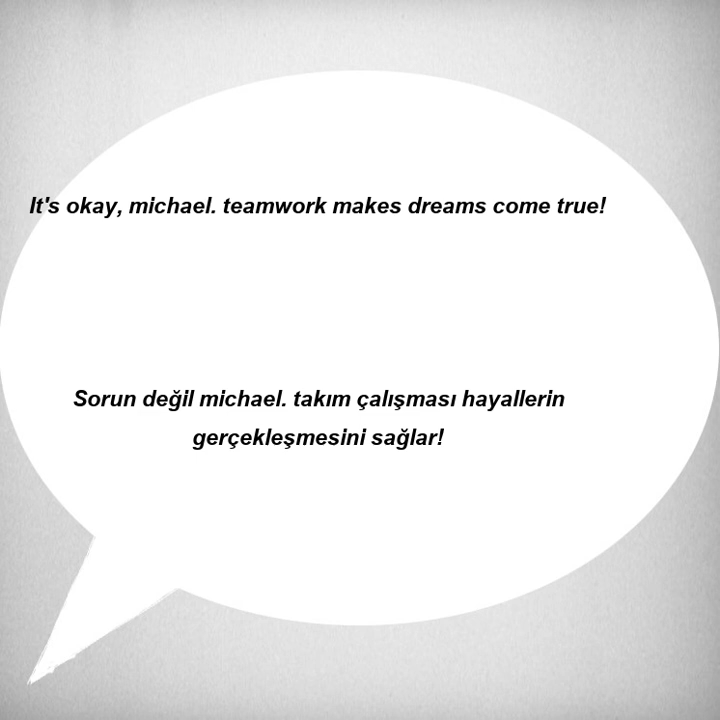 It's okay, michael. teamwork makes dreams come true!
Sorun değil michael. takım çalışması hayallerin
gerçekleşmesini sağlar!